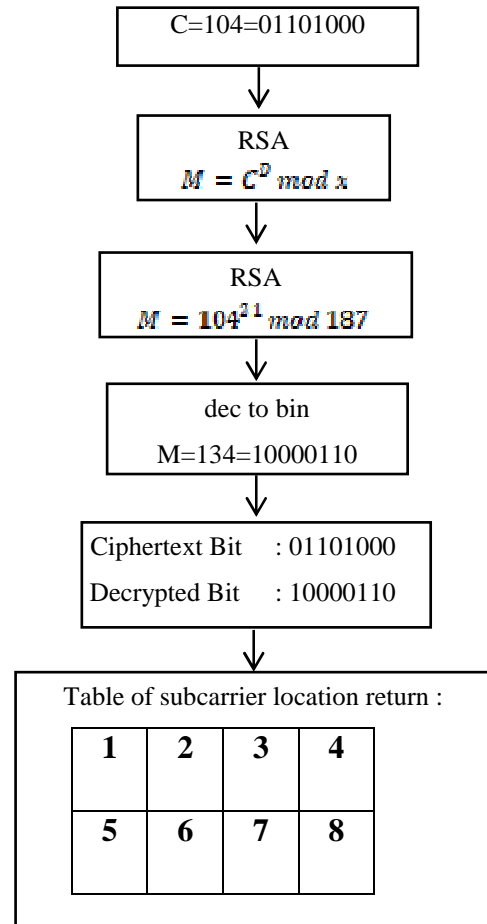 C=104=01101000
RSA
M = C^D mod x
RSA
M = 104^21 mod 187
dec to bin
M=134=10000110
Ciphertext Bit : 01101000
Decrypted Bit : 10000110
Table of subcarrier location return :
1 2 3 4
5 6 7 8